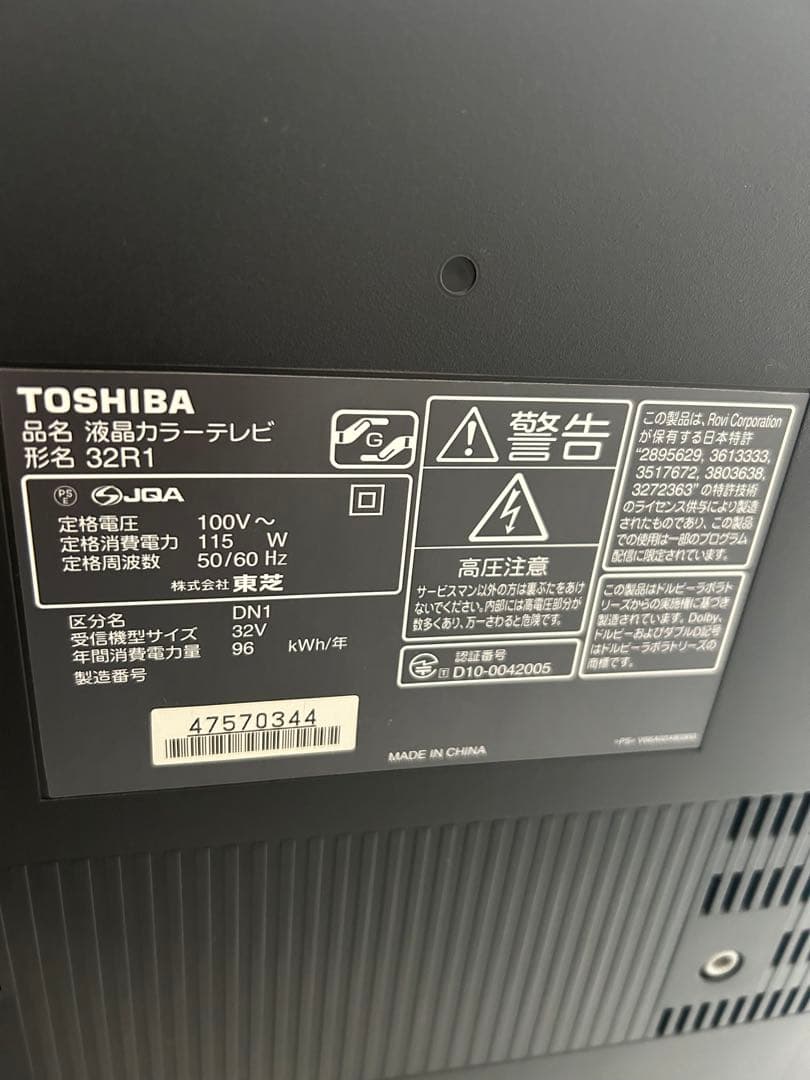 TOSHIBA
品名 液晶カラーテレビ
形名 32R1
G
PS
E
JQA
定格電圧 100V～
定格消費電力 115 W
定格周波数 50/60 Hz
株式会社 東芝
区分名 DN1
受信機型サイズ 32V
年間消費電力量 96 kWh/年
製造番号
47570344
警告
高圧注意
サービスマン以外の方は裏ぶたをあけ
ないでください。内部には高電圧部分が
数多くあり、万一さわると危険です。
認証番号
T D10-0042005
MADE IN CHINA
この製品は、Rovi Corporation
が保有する日本特許
"2895629, 3613333,
3517672, 3803638,
3272363" の特許技術
のライセンス供与により製造
されたものであり、この製品
での使用は一部のプログラム
配信に限定されています。
この製品はドルビーラボラト
リーズからの実施権に基づき
製造されています。Dolby、
ドルビーおよびダブルD記号
はドルビーラボラトリーズの
商標です。
>PS<